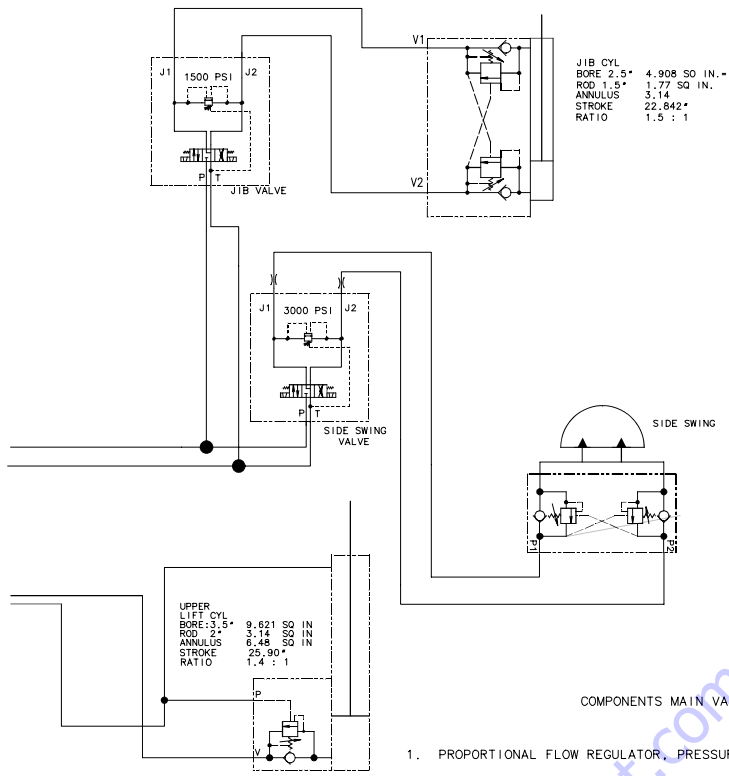 V1
J1
J2
1500 PSI
JIB CYL
BORE 2.5" 4.908 SQ IN.-
ROD 1.5" 1.77 SQ IN.
ANNULUS 3.14
STROKE 22.842"
RATIO 1.5 : 1
P T
V2
JIB VALVE
J1
3000 PSI
J2
P T
SIDE SWING
VALVE
SIDE SWING
P1
P2
UPPER
LIFT CYL
BORE:3.5" 9.621 SQ IN
ROD 2" 3.14 SQ IN
ANNULUS 6.48 SQ IN
STROKE 25.90"
RATIO 1.4 : 1
P
V
COMPONENTS MAIN VA
1. PROPORTIONAL FLOW REGULATOR, PRESSUR
t.com